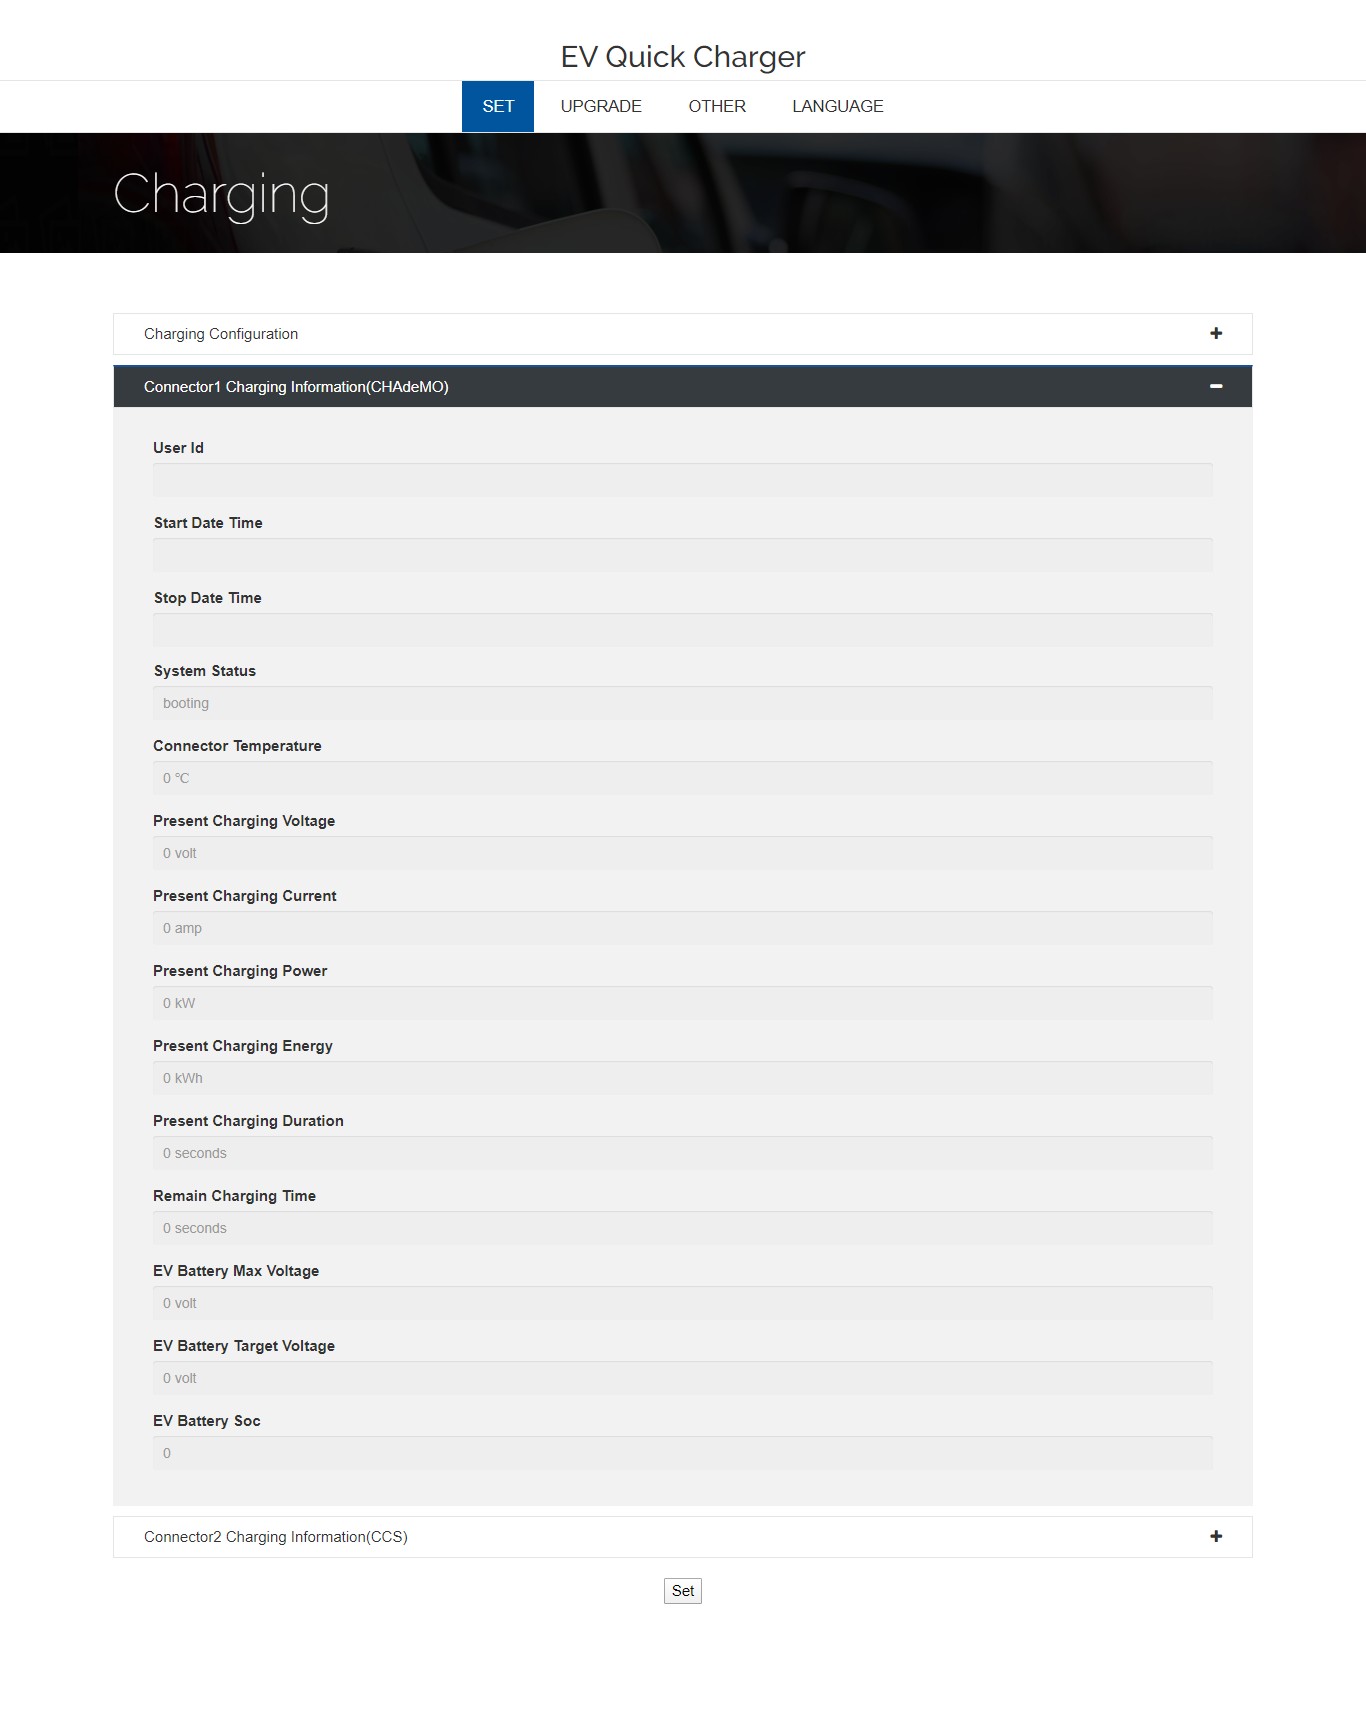 EV Quick Charger
SET UPGRADE OTHER LANGUAGE
Charging
Charging Configuration
Connector1 Charging Information(CHAdeMO)
User Id
Start Date Time
Stop Date Time
System Status
booting
Connector Temperature
0 ℃
Present Charging Voltage
0 volt
Present Charging Current
0 amp
Present Charging Power
0 kW
Present Charging Energy
0 kWh
Present Charging Duration
0 seconds
Remain Charging Time
0 seconds
EV Battery Max Voltage
0 volt
EV Battery Target Voltage
0 volt
EV Battery Soc
0
Connector2 Charging Information(CCS)
Set